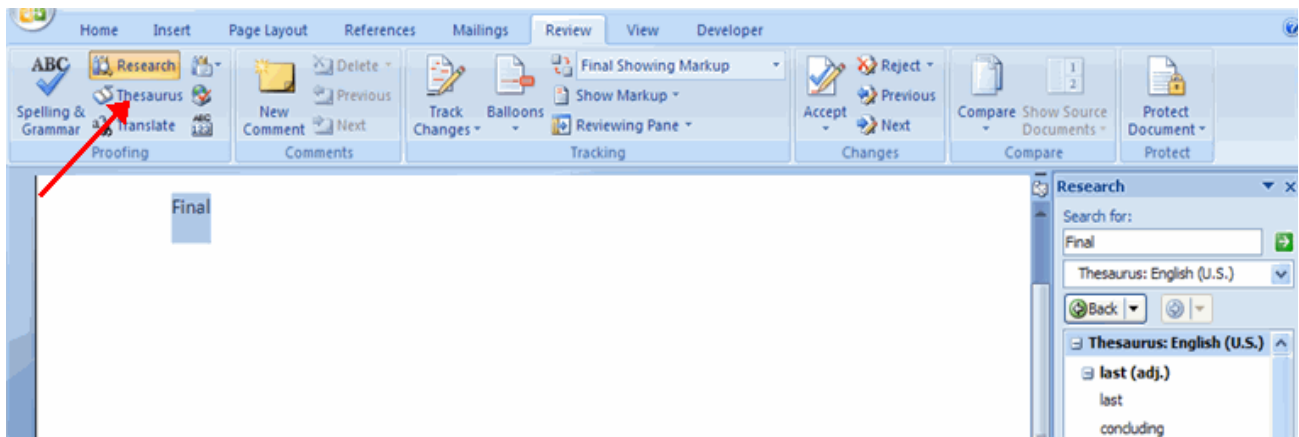 Home Insert Page Layout References Mailings Review View Developer
ABC Research Delete Final Showing Markup Reject
Thesaurus Previous Show Markup Previous
Spelling & Grammar Translate New Comment Next Track Changes Balloons Reviewing Pane Accept Next Compare Show Source Documents Protect Document
Proofing Comments Tracking Changes Compare Protect
Final
Research
Search for:
Final
Thesaurus: English (U.S.)
Back
Thesaurus: English (U.S.)
last (adj.)
last
concluding